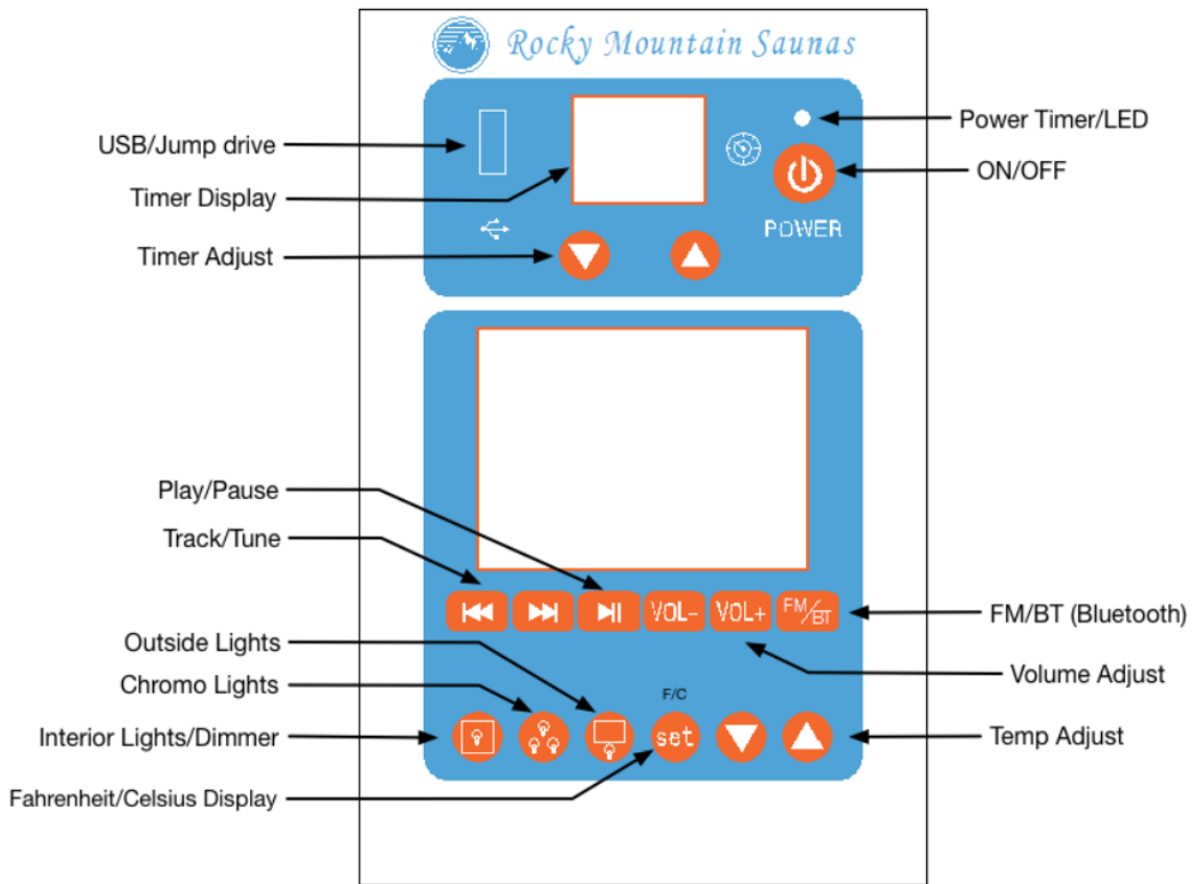 Rocky Mountain Saunas
USB/Jump drive
Timer Display
Timer Adjust
Power Timer/LED
ON/OFF
POWER
Play/Pause
Track/Tune
VOL-
VOL+
FM/BT
FM/BT (Bluetooth)
Outside Lights
Chromo Lights
Interior Lights/Dimmer
Fahrenheit/Celsius Display
F/C
set
Volume Adjust
Temp Adjust